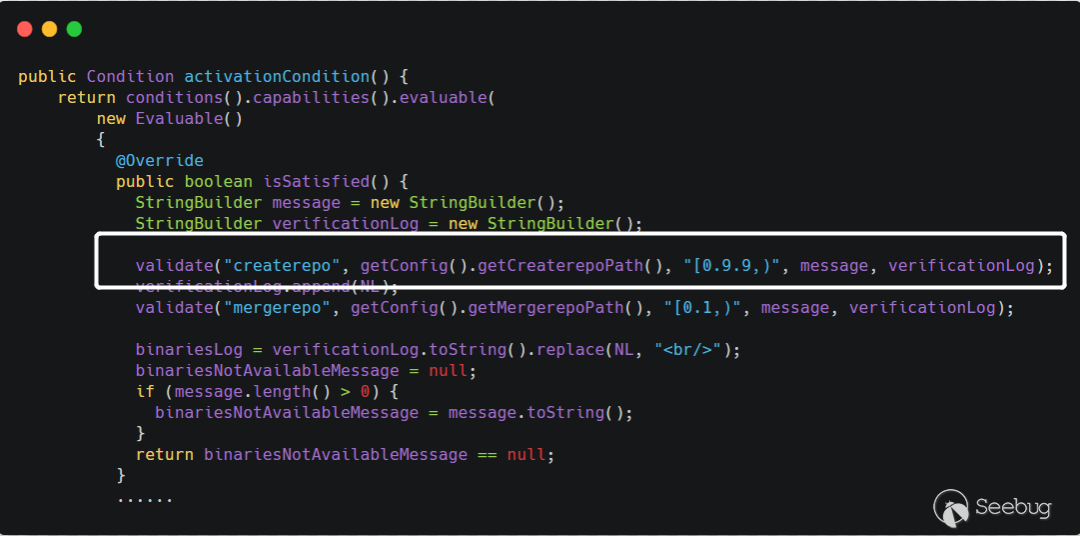 public Condition activationCondition() {
    return conditions().capabilities().evaluable(
        new Evaluable()
        {
          @Override
          public boolean isSatisfied() {
            StringBuilder message = new StringBuilder();
            StringBuilder verificationLog = new StringBuilder();

            validate("createrepo", getConfig().getCreaterepoPath(), "[0.9.9,)", message, verificationLog);
            verificationLog.append(NL);
            validate("mergerepo", getConfig().getMergerepoPath(), "[0.1,)", message, verificationLog);

            binariesLog = verificationLog.toString().replace(NL, "<br/>");
            binariesNotAvailableMessage = null;
            if (message.length() > 0) {
              binariesNotAvailableMessage = message.toString();
            }
            return binariesNotAvailableMessage == null;
          }
          ......
Seebug